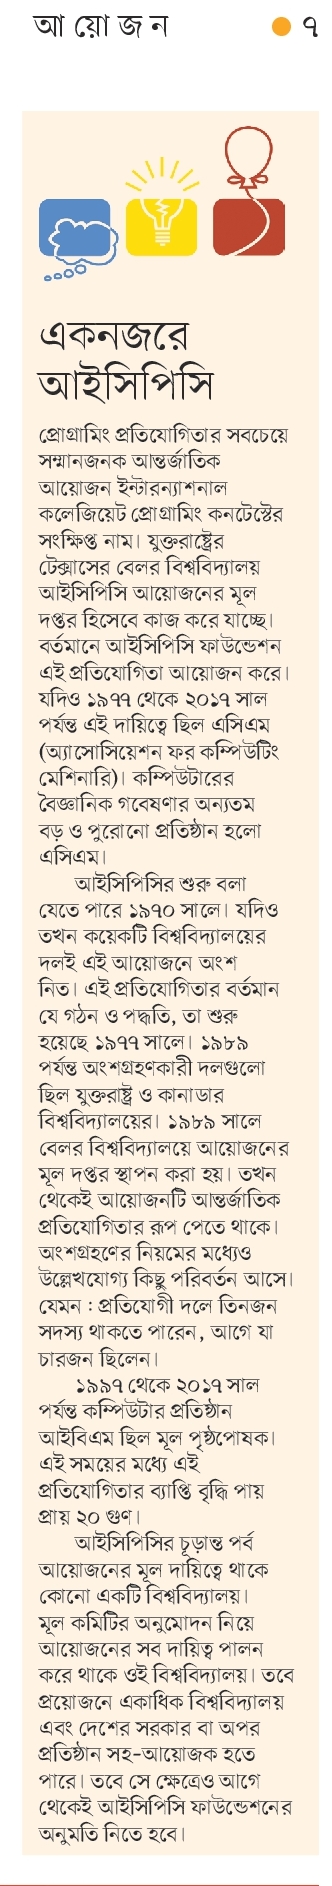 আ য়ো জ ন ৭
একনজরে
আইসিপিসি
প্রোগ্রামিং প্রতিযোগিতার সবচেয়ে
সম্মানজনক আন্তর্জাতিক
আয়োজন ইন্টারন্যাশনাল
কলেজিয়েট প্রোগ্রামিং কনটেস্টের
সংক্ষিপ্ত নাম। যুক্তরাষ্ট্রের
টেক্সাসের বেলর বিশ্ববিদ্যালয়
আইসিপিসি আয়োজনের মূল
দপ্তর হিসেবে কাজ করে যাচ্ছে।
বর্তমানে আইসিপিসি ফাউন্ডেশন
এই প্রতিযোগিতা আয়োজন করে।
যদিও ১৯৭৭ থেকে ২০১৭ সাল
পর্যন্ত এই দায়িত্বে ছিল এসিএম
(অ্যাসোসিয়েশন ফর কম্পিউটিং
মেশিনারি)। কম্পিউটারের
বৈজ্ঞানিক গবেষণার অন্যতম
বড় ও পুরোনো প্রতিষ্ঠান হলো
এসিএম।
আইসিপিসির শুরু বলা
যেতে পারে ১৯৭০ সালে। যদিও
তখন কয়েকটি বিশ্ববিদ্যালয়ের
দলই এই আয়োজনে অংশ
নিত। এই প্রতিযোগিতার বর্তমান
যে গঠন ও পদ্ধতি, তা শুরু
হয়েছে ১৯৭৭ সালে। ১৯৮৯
পর্যন্ত অংশগ্রহণকারী দলগুলো
ছিল যুক্তরাষ্ট্র ও কানাডার
বিশ্ববিদ্যালয়ের। ১৯৮৯ সালে
বেলর বিশ্ববিদ্যালয়ে আয়োজনের
মূল দপ্তর স্থাপন করা হয়। তখন
থেকেই আয়োজনটি আন্তর্জাতিক
প্রতিযোগিতার রূপ পেতে থাকে।
অংশগ্রহণের নিয়মের মধ্যেও
উল্লেখযোগ্য কিছু পরিবর্তন আসে।
যেমন : প্রতিযোগী দলে তিনজন
সদস্য থাকতে পারেন, আগে যা
চারজন ছিলেন।
১৯৯৭ থেকে ২০১৭ সাল
পর্যন্ত কম্পিউটার প্রতিষ্ঠান
আইবিএম ছিল মূল পৃষ্ঠপোষক।
এই সময়ের মধ্যে এই
প্রতিযোগিতার ব্যাপ্তি বৃদ্ধি পায়
প্রায় ২০ গুণ।
আইসিপিসির চূড়ান্ত পর্ব
আয়োজনের মূল দায়িত্বে থাকে
কোনো একটি বিশ্ববিদ্যালয়।
মূল কমিটির অনুমোদন নিয়ে
আয়োজনের সব দায়িত্ব পালন
করে থাকে ওই বিশ্ববিদ্যালয়। তবে
প্রয়োজনে একাধিক বিশ্ববিদ্যালয়
এবং দেশের সরকার বা অপর
প্রতিষ্ঠান সহ-আয়োজক হতে
পারে। তবে সে ক্ষেত্রেও আগে
থেকেই আইসিপিসি ফাউন্ডেশনের
অনুমতি নিতে হবে।